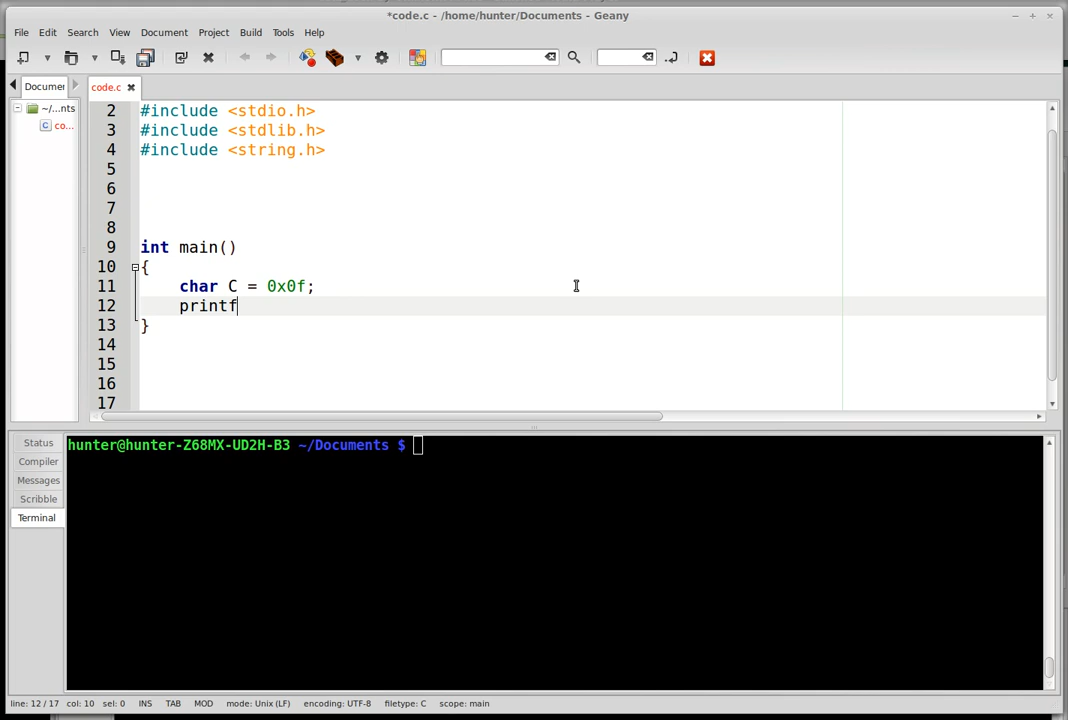 *code.c - /home/hunter/Documents - Geany
File Edit Search View Document Project Build Tools Help
Documer
code.c
~/...nts
co...
2 #include <stdio.h>
3 #include <stdlib.h>
4 #include <string.h>
5
6
7
8
9 int main()
10 {
11 char C = 0x0f;
12 printf
13 }
14
15
16
17
Status
Compiler
Messages
Scribble
Terminal
hunter@hunter-Z68MX-UD2H-B3 ~/Documents $
line: 12 / 17 col: 10 sel: 0 INS TAB MOD mode: Unix (LF) encoding: UTF-8 filetype: C scope: main